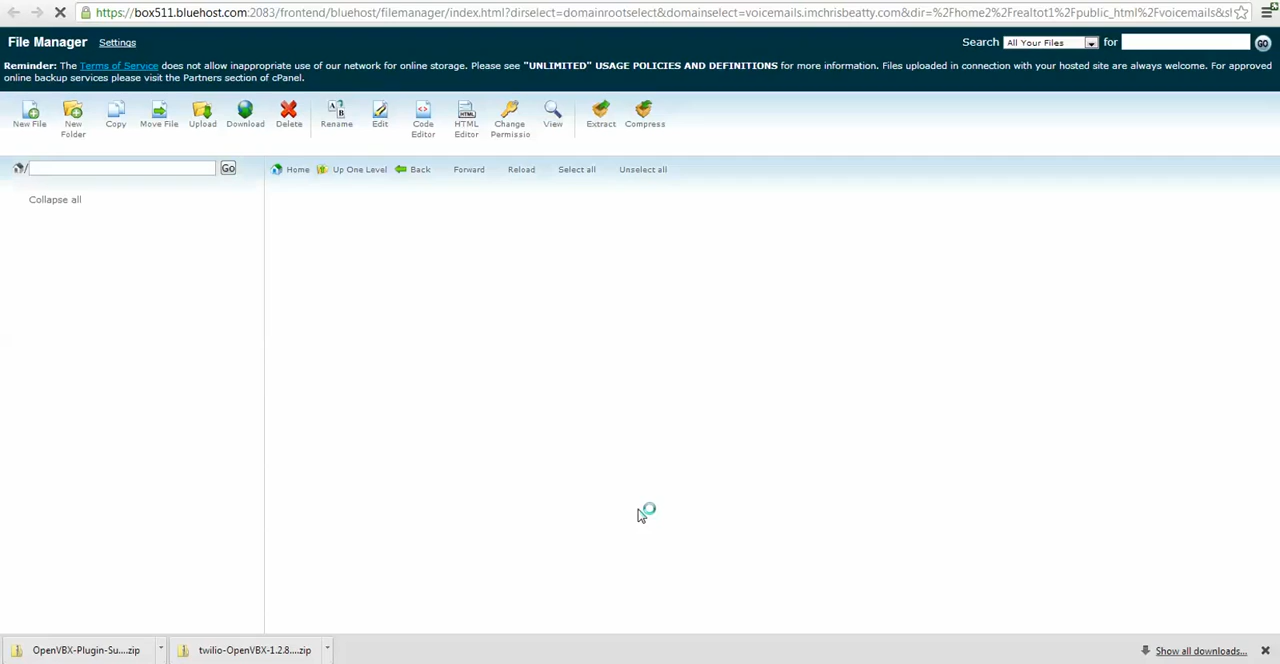 https://box511.bluehost.com:2083/frontend/bluehost/filemanager/index.html?dirselect=domainrootselect&domainselect=voicemails.imchrisbeatty.com&dir=%2Fhome2%2Frealtot1%2Fpublic_html%2Fvoicemails&sl
File Manager Settings Search All Your Files for GO
Reminder: The Terms of Service does not allow inappropriate use of our network for online storage. Please see "UNLIMITED" USAGE POLICIES AND DEFINITIONS for more information. Files uploaded in connection with your hosted site are always welcome. For approved
online backup services please visit the Partners section of cPanel.
New File New Folder Copy Move File Upload Download Delete Rename Edit Code Editor HTML Editor Change Permissio View Extract Compress
/ Go Home Up One Level Back Forward Reload Select all Unselect all
Collapse all
OpenVBX-Plugin-Su....zip twilio-OpenVBX-1.2.8....zip Show all downloads...